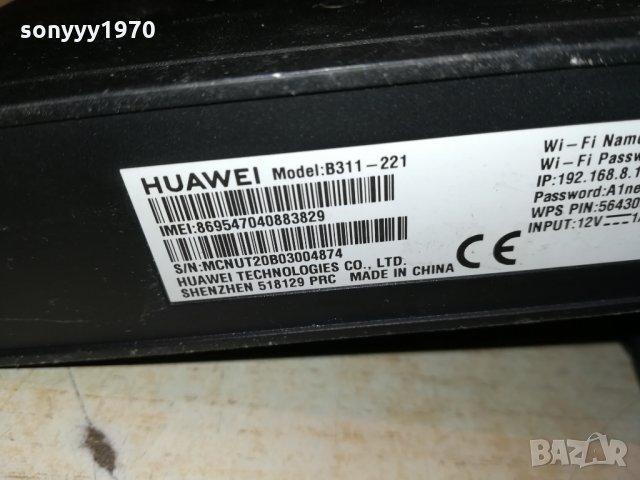 sonyyy1970
HUAWEI Model:B311-221
IMEI:869547040883829
S/N:MCNUT20B03004874
HUAWEI TECHNOLOGIES CO., LTD.
SHENZHEN 518129 PRC MADE IN CHINA
CE
Wi-Fi Name
Wi-Fi Passw
IP:192.168.8.1
Password:A1ne
WPS PIN:56430
INPUT:12V
BAZAR